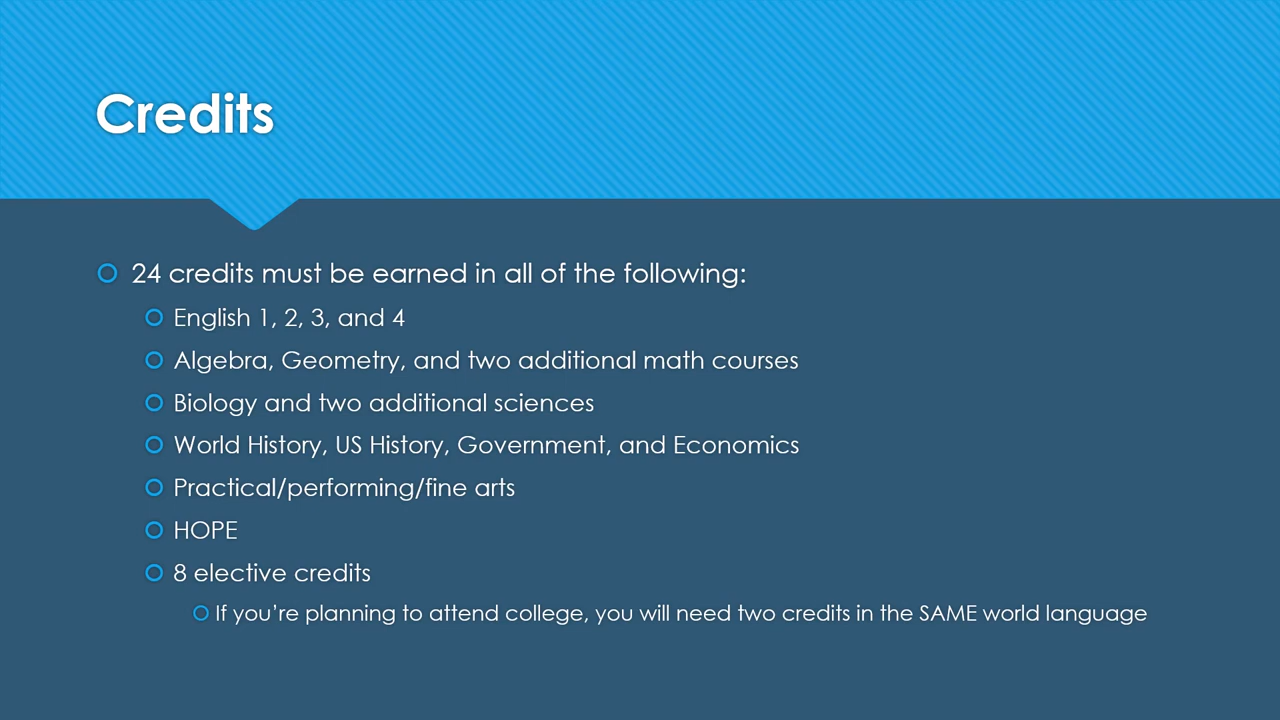 Credits
24 credits must be earned in all of the following:
English 1, 2, 3, and 4
Algebra, Geometry, and two additional math courses
Biology and two additional sciences
World History, US History, Government, and Economics
Practical/performing/fine arts
HOPE
8 elective credits
If you’re planning to attend college, you will need two credits in the SAME world language